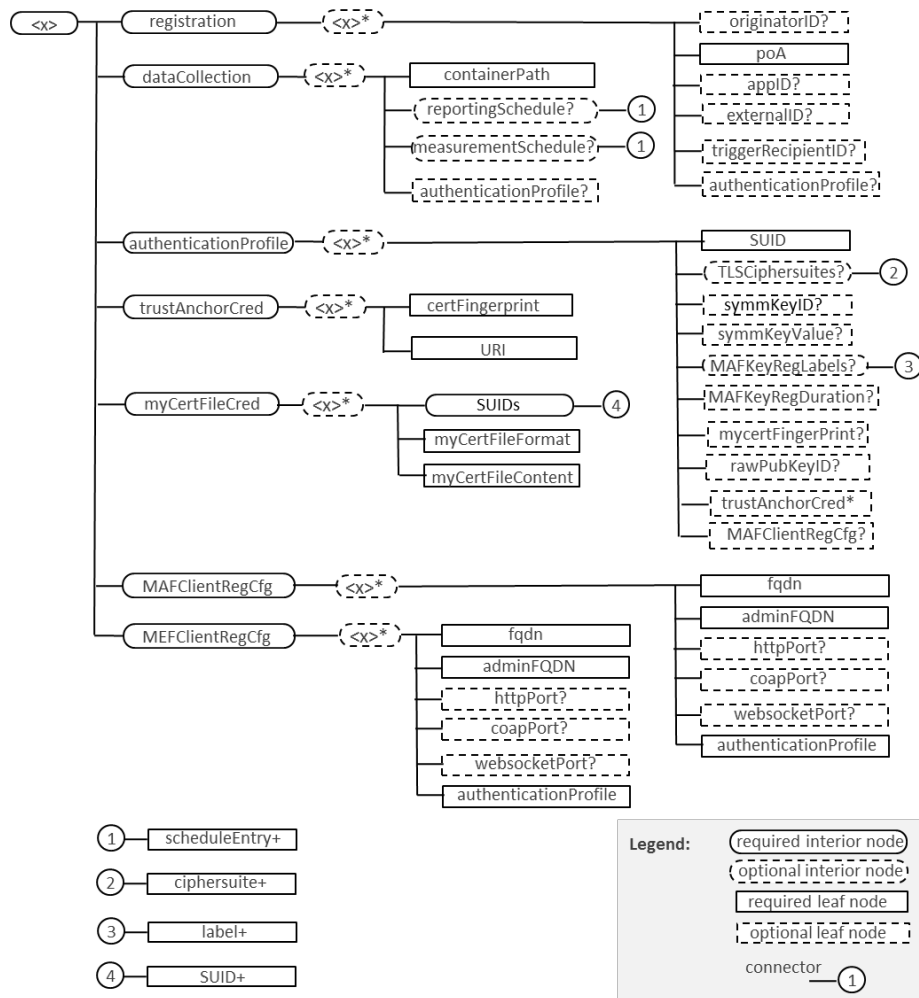 <x>
registration
<x>*
originatorID?
poA
appID?
externalID?
triggerRecipientID?
authenticationProfile?
dataCollection
<x>*
containerPath
reportingSchedule?
1
measurementSchedule?
1
authenticationProfile?
authenticationProfile
<x>*
SUID
TLSCiphersuites?
2
symmKeyID?
symmKeyValue?
MAFKeyRegLabels?
3
MAFKeyRegDuration?
mycertFingerPrint?
rawPubKeyID?
trustAnchorCred*
MAFClientRegCfg?
trustAnchorCred
<x>*
certFingerprint
URI
myCertFileCred
<x>*
SUIDs
4
myCertFileFormat
myCertFileContent
MAFClientRegCfg
<x>*
fqdn
adminFQDN
httpPort?
coapPort?
websocketPort?
authenticationProfile
MEFClientRegCfg
<x>*
fqdn
adminFQDN
httpPort?
coapPort?
websocketPort?
authenticationProfile
1
scheduleEntry+
2
ciphersuite+
3
label+
4
SUID+
Legend:
required interior node
optional interior node
required leaf node
optional leaf node
connector
1